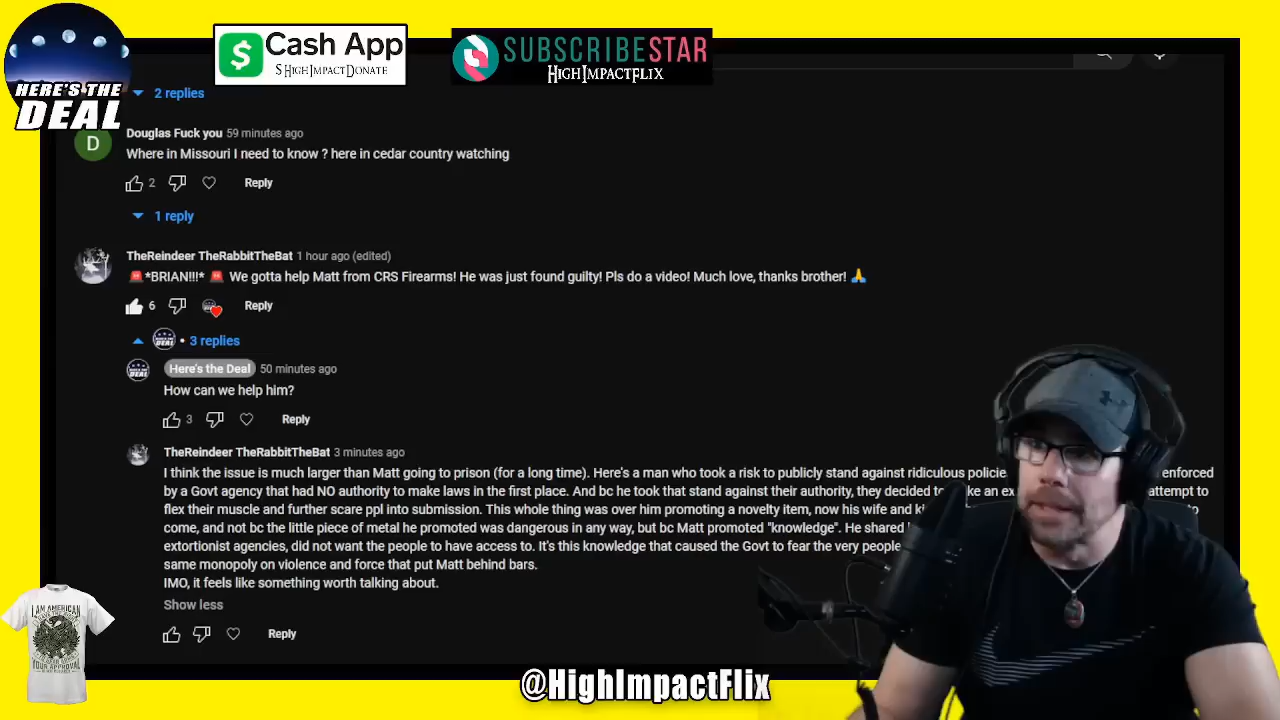 Cash App
$HighImpactDonate
SUBSCRIBESTAR
HighImpactFlix
HERE'S THE
DEAL
2 replies
D
Douglas Fuck you 59 minutes ago
Where in Missouri I need to know ? here in cedar country watching
2
Reply
1 reply
TheReindeer TheRabbitTheBat 1 hour ago (edited)
🚨*BRIAN!!!* 🚨 We gotta help Matt from CRS Firearms! He was just found guilty! Pls do a video! Much love, thanks brother! 🙏
6
Reply
• 3 replies
Here's the Deal 50 minutes ago
How can we help him?
3
Reply
TheReindeer TheRabbitTheBat 3 minutes ago
I think the issue is much larger than Matt going to prison (for a long time). Here's a man who took a risk to publicly stand against ridiculous policie enforced
by a Govt agency that had NO authority to make laws in the first place. And bc he took that stand against their authority, they decided to an ex attempt to
flex their muscle and further scare ppl into submission. This whole thing was over him promoting a novelty item, now his wife and ki to
come, and not bc the little piece of metal he promoted was dangerous in any way, but bc Matt promoted "knowledge". He shared
extortionist agencies, did not want the people to have access to. It's this knowledge that caused the Govt to fear the very people
same monopoly on violence and force that put Matt behind bars.
IMO, it feels like something worth talking about.
Show less
Reply
I AM AMERICAN
YOUR APPROVAL
@HighImpactFlix